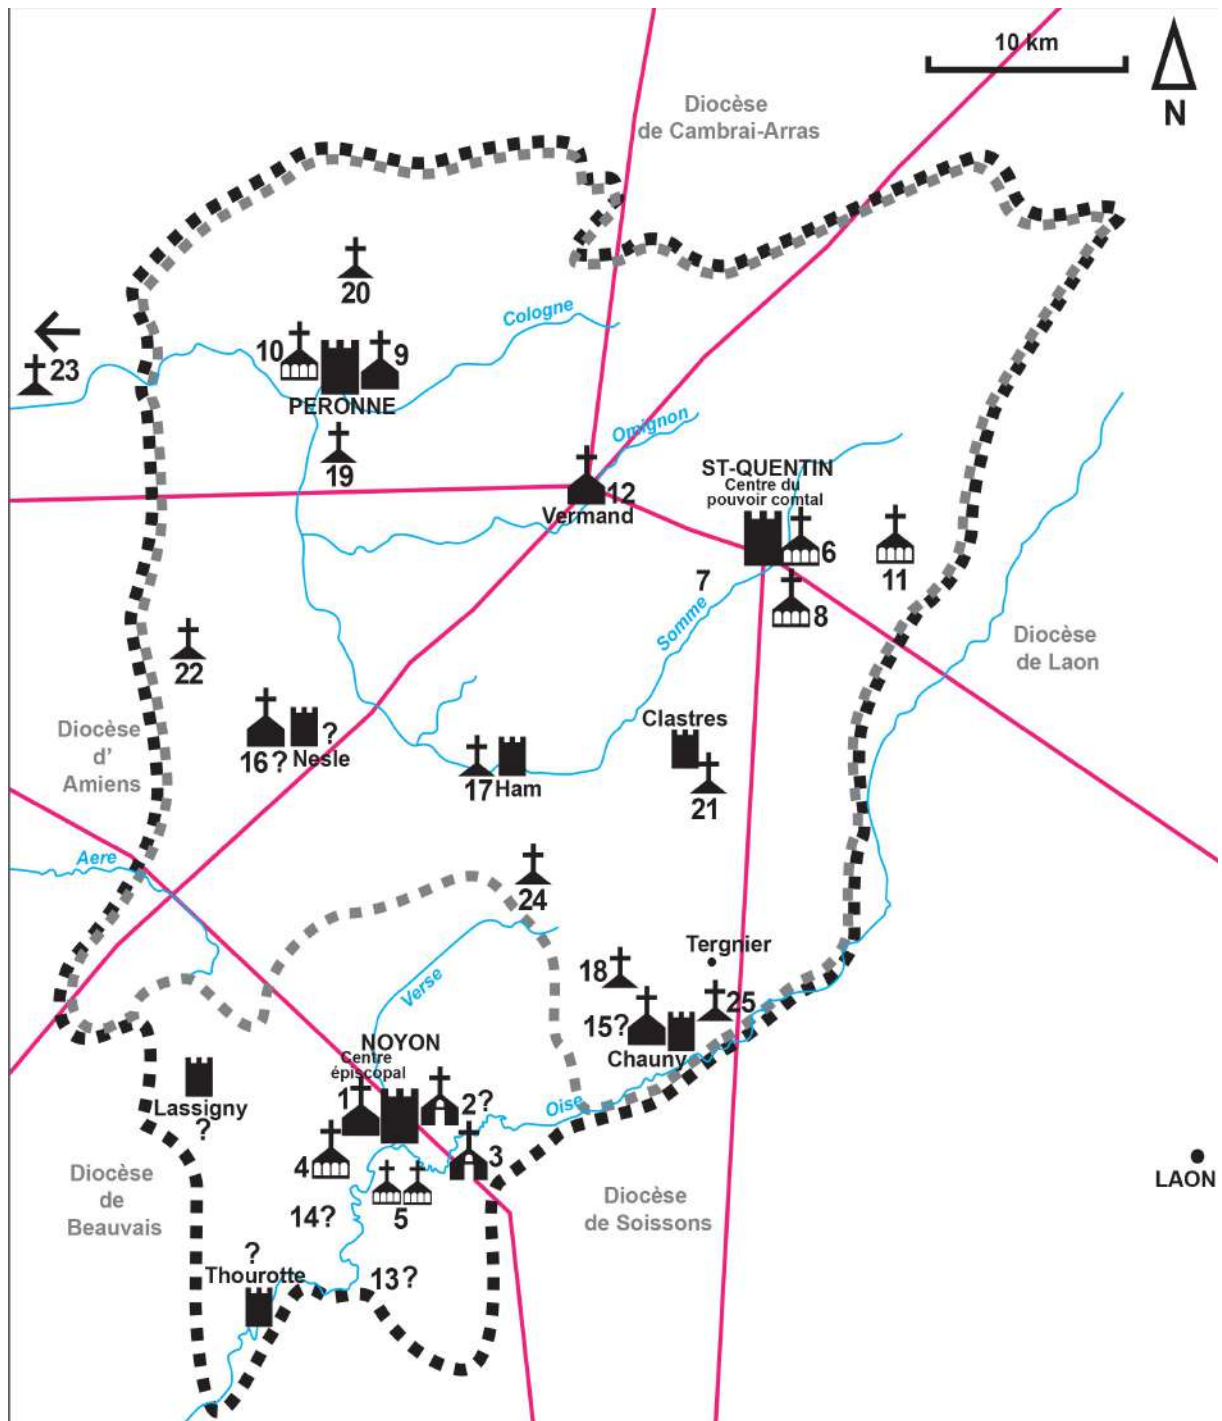 10 km
N
Diocèse
de Cambrai-Arras
20
Cologne
10
9
23
PERONNE
Omignon
19
ST-QUENTIN
Centre du
pouvoir comtal
12
Vermand
6
11
7
8
Somme
Diocèse
de Laon
22
Clastres
Diocèse
d'
Amiens
?
16?
Nesle
17
Ham
21
Aere
24
Tergnier
18
Verse
25
15?
Chauny
NOYON
Centre
épiscopal
1
2?
Oise
Lassigny
?
4
3
LAON
Diocèse
de
Beauvais
5
Diocèse
de Soissons
14?
?
Thourotte
13?